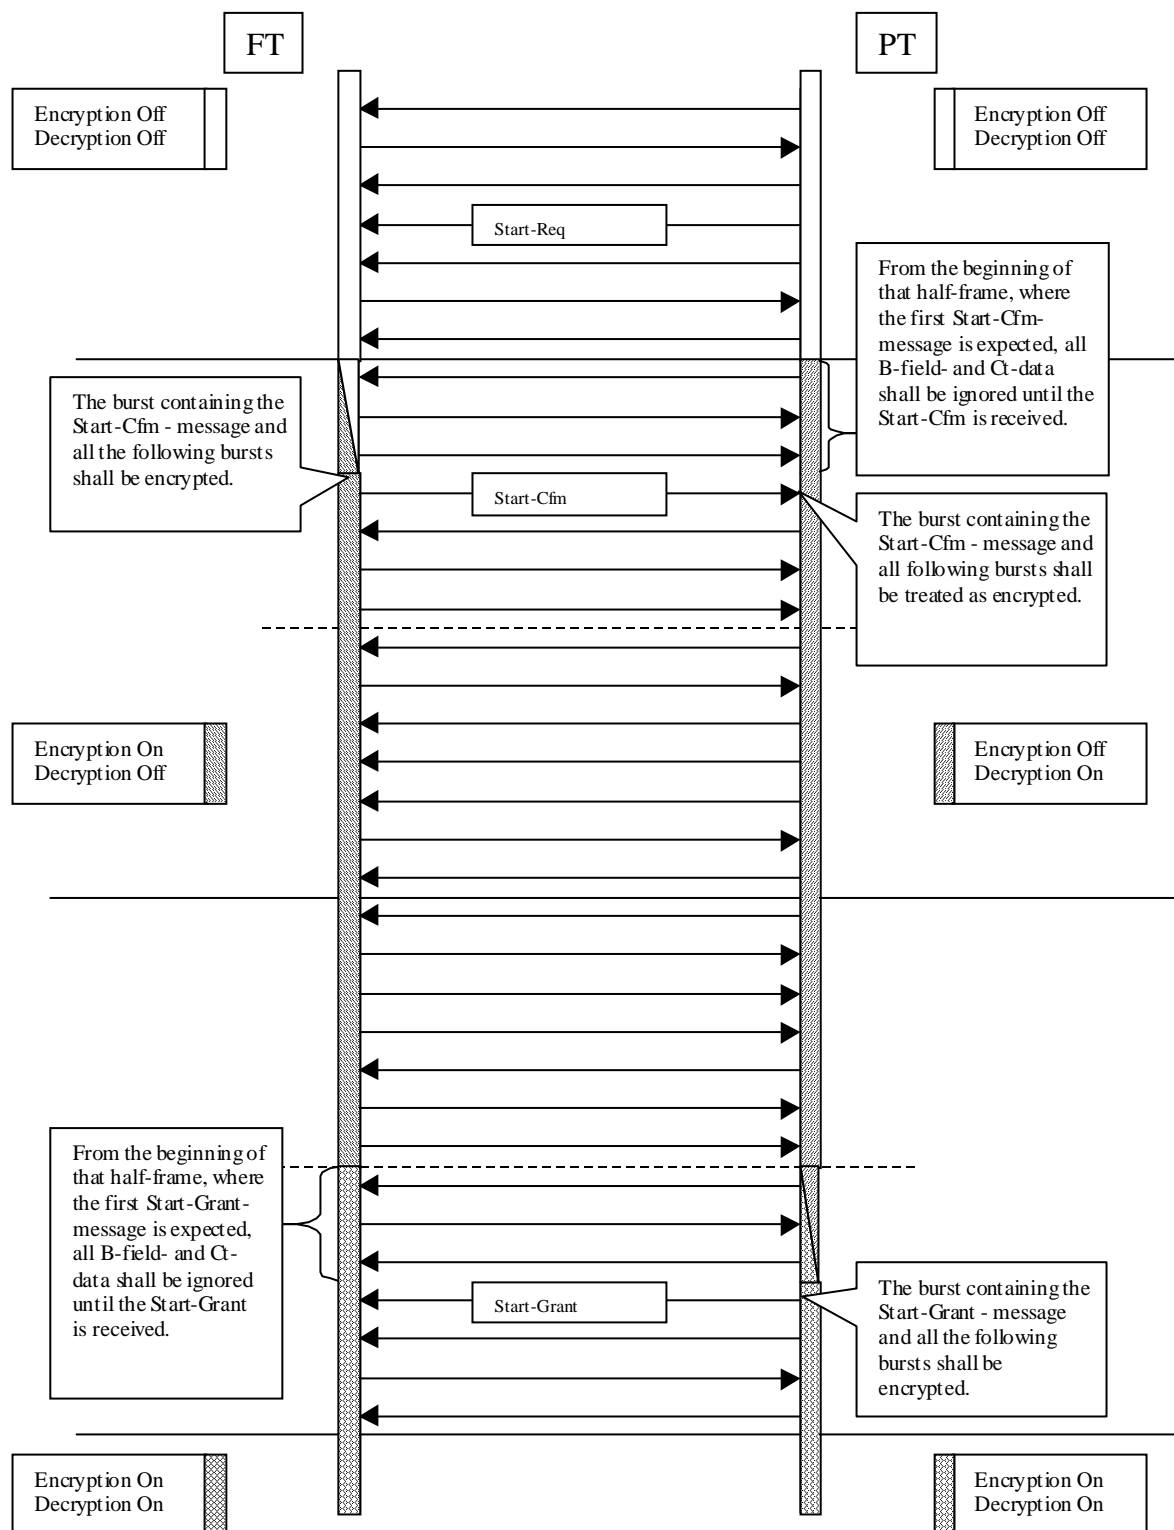 FT
PT
Encryption Off
Decryption Off
Encryption Off
Decryption Off
Start-Req
From the beginning of
that half-frame, where
the first Start-Cfm-
message is expected, all
B-field- and Ct-data
shall be ignored until the
Start-Cfm is received.
The burst containing the
Start-Cfm - message and
all the following bursts
shall be encrypted.
Start-Cfm
The burst containing the
Start-Cfm - message and
all following bursts shall
be treated as encrypted.
Encryption On
Decryption Off
Encryption Off
Decryption On
From the beginning of
that half-frame, where
the first Start-Grant-
message is expected,
all B-field- and Ct-
data shall be ignored
until the Start-Grant
is received.
Start-Grant
The burst containing the
Start-Grant - message
and all the following
bursts shall be
encrypted.
Encryption On
Decryption On
Encryption On
Decryption On